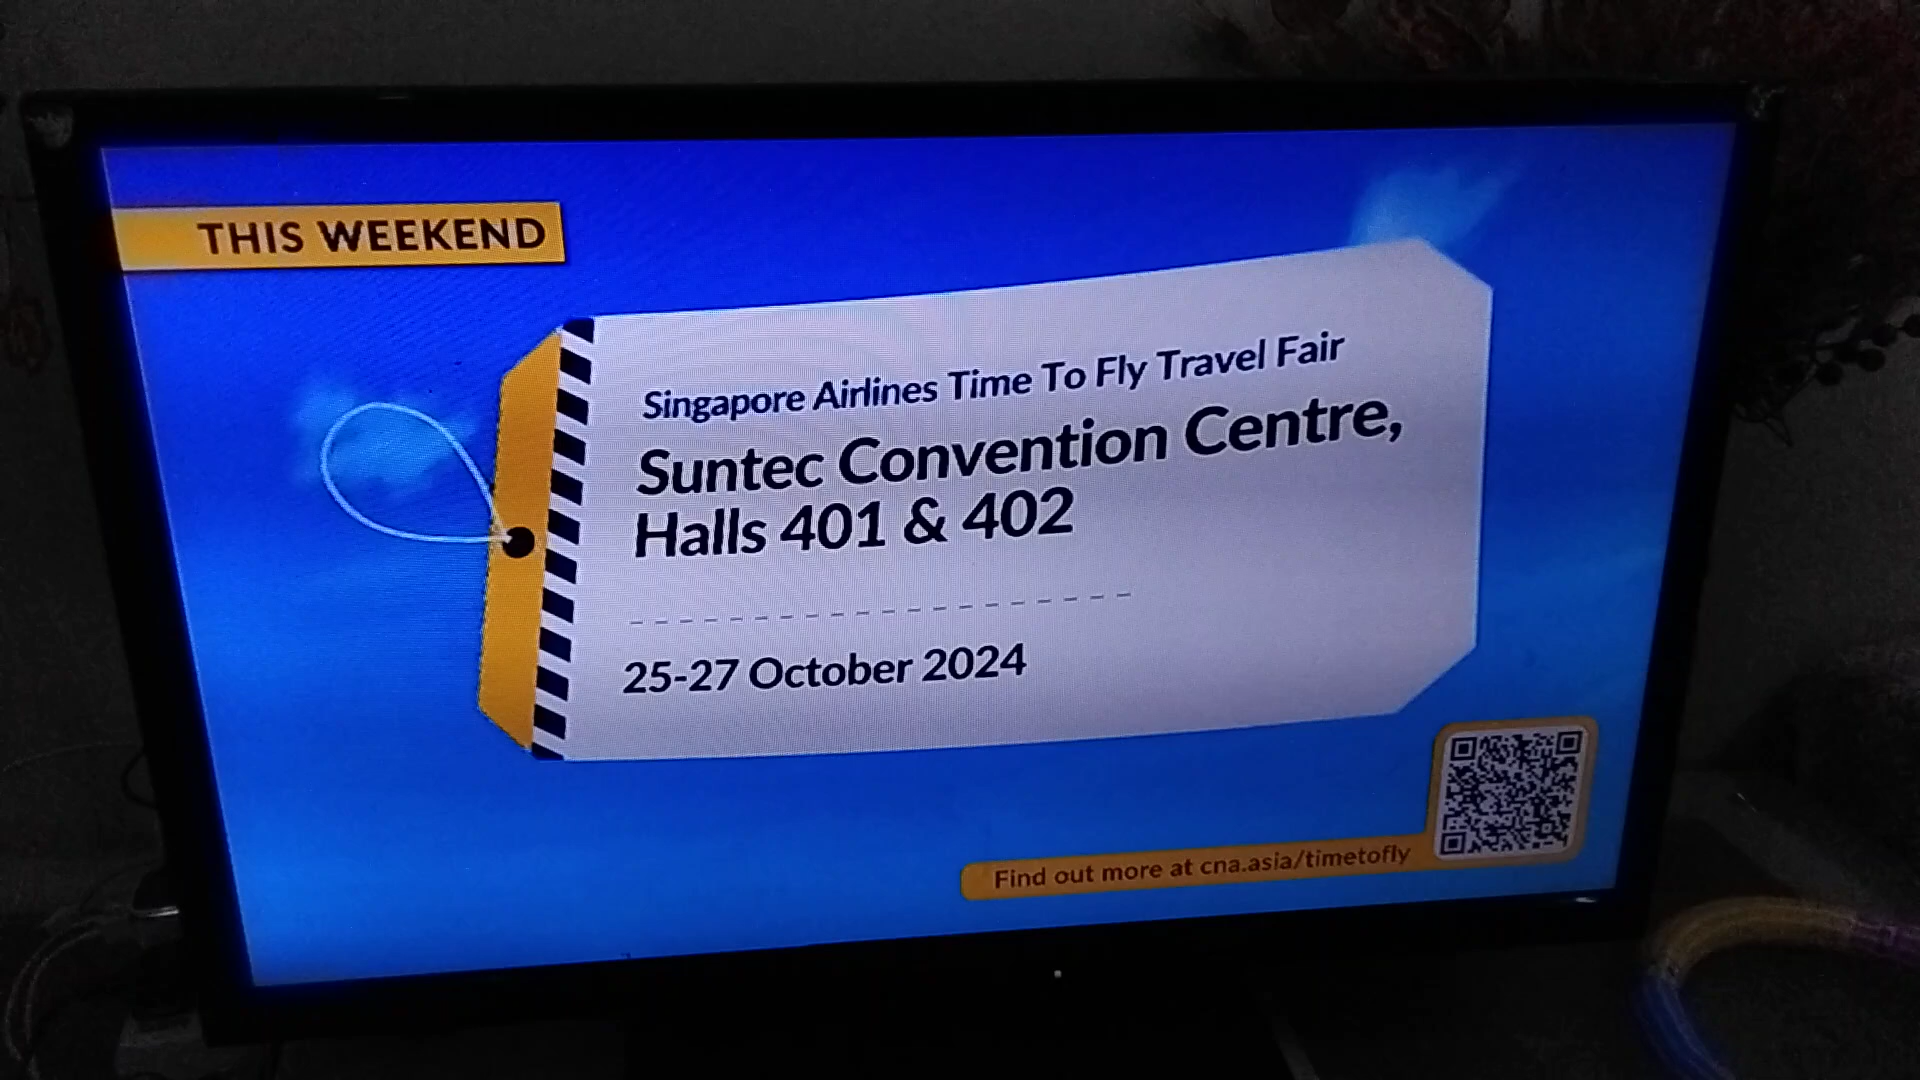 THIS WEEKEND
Singapore Airlines Time To Fly Travel Fair
Suntec Convention Centre,
Halls 401 & 402
25-27 October 2024
Find out more at cna.asia/timetofly